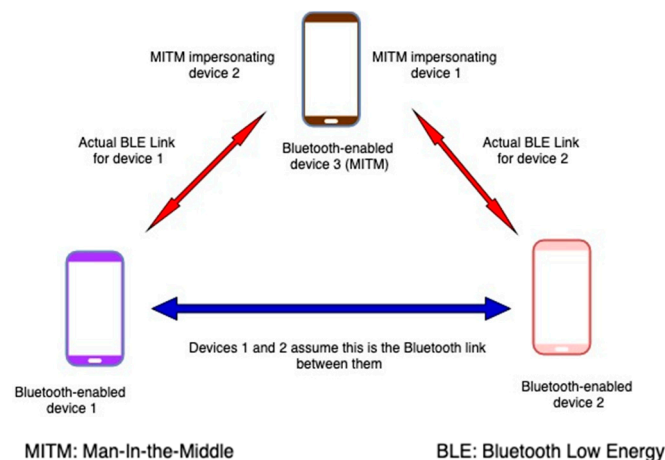 MITM impersonating
device 2
MITM impersonating
device 1
Actual BLE Link
for device 1
Bluetooth-enabled
device 3 (MITM)
Actual BLE Link
for device 2
Devices 1 and 2 assume this is the Bluetooth link
between them
Bluetooth-enabled
device 1
Bluetooth-enabled
device 2
MITM: Man-In-the-Middle
BLE: Bluetooth Low Energy